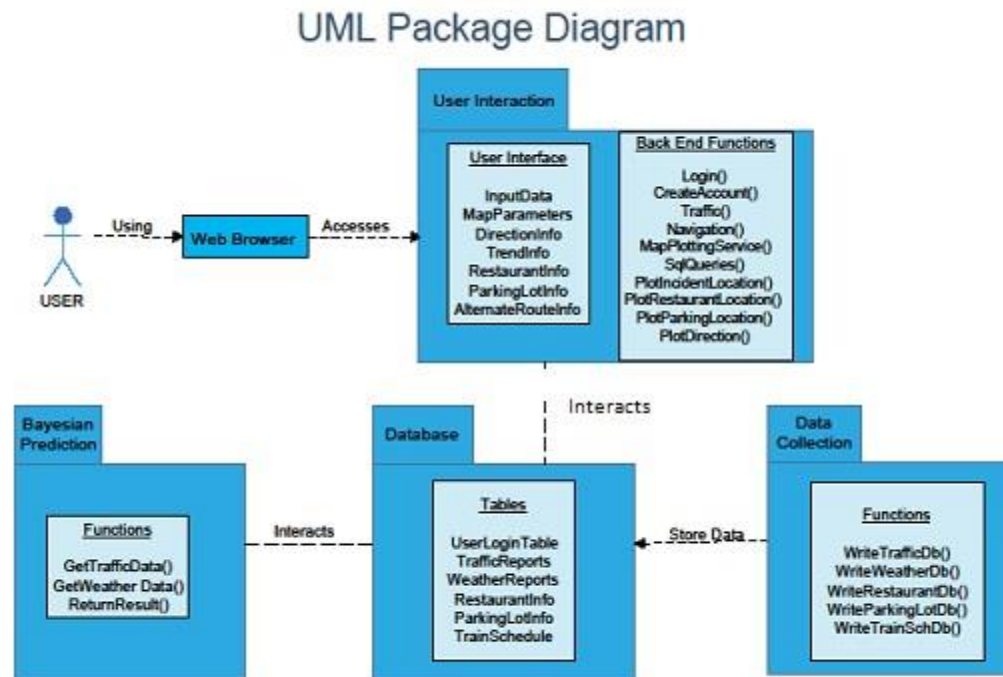 UML Package Diagram
User Interaction
User Interface
InputData
MapParameters
DirectionInfo
TrendInfo
RestaurantInfo
ParkingLotInfo
AlternateRouteInfo
Back End Functions
Login()
CreateAccount()
Traffic()
Navigation()
MapPlottingService()
SqlQueries()
PlotIncidentLocation()
PlotRestaurantLocation()
PlotParkingLocation()
PlotDirection()
USER
Using
Web Browser
Accesses
Interacts
Bayesian
Prediction
Functions
GetTrafficData()
GetWeather Data()
ReturnResult()
Interacts
Database
Tables
UserLoginTable
TrafficReports
WeatherReports
RestaurantInfo
ParkingLotInfo
TrainSchedule
Store Data
Data
Collection
Functions
WriteTrafficDb()
WriteWeatherDb()
WriteRestaurantDb()
WriteParkingLotDb()
WriteTrainSchDb()